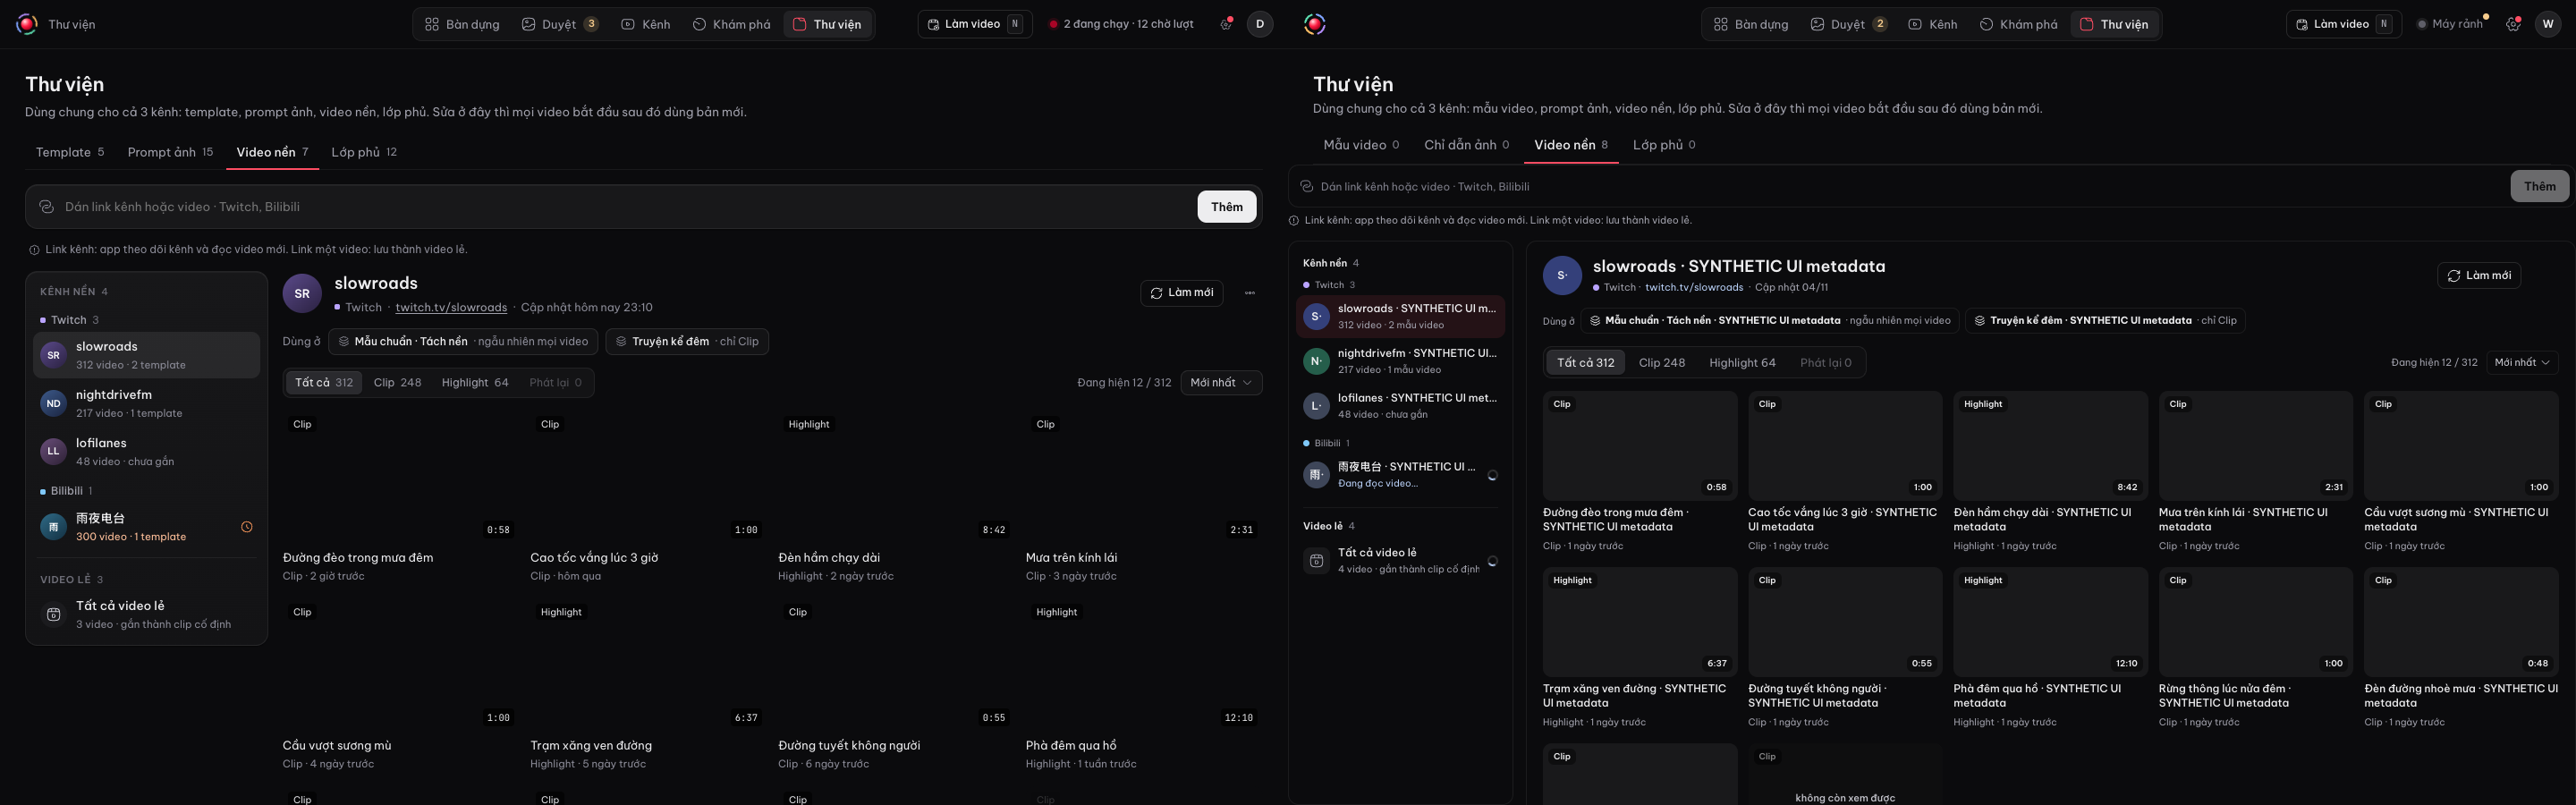 Thư viện
Bàn dựng
Duyệt 3
Kênh
Khám phá
Thư viện
Làm video N
2 đang chạy · 12 chờ lượt
D
Thư viện
Dùng chung cho cả 3 kênh: template, prompt ảnh, video nền, lớp phủ. Sửa ở đây thì mọi video bắt đầu sau đó dùng bản mới.
Template 5
Prompt ảnh 15
Video nền 7
Lớp phủ 12
Dán link kênh hoặc video · Twitch, Bilibili
Thêm
Link kênh: app theo dõi kênh và đọc video mới. Link một video: lưu thành video lẻ.
KÊNH NỀN 4
Twitch 3
SR
slowroads
312 video · 2 template
ND
nightdrivefm
217 video · 1 template
LL
lofilanes
48 video · chưa gắn
Bilibili 1
雨
雨夜电台
300 video · 1 template
VIDEO LẺ 3
Tất cả video lẻ
3 video · gắn thành clip cố định
SR
slowroads
Twitch · twitch.tv/slowroads · Cập nhật hôm nay 23:10
Làm mới
Dùng ở
Mẫu chuẩn · Tách nền · ngẫu nhiên mọi video
Truyện kể đêm · chỉ Clip
Tất cả 312
Clip 248
Highlight 64
Phát lại 0
Đang hiện 12 / 312
Mới nhất
Clip
0:58
Đường đèo trong mưa đêm
Clip · 2 giờ trước
Clip
1:00
Cao tốc vắng lúc 3 giờ
Clip · hôm qua
Highlight
8:42
Đèn hầm chạy dài
Highlight · 2 ngày trước
Clip
2:31
Mưa trên kính lái
Clip · 3 ngày trước
Clip
1:00
Cầu vượt sương mù
Clip · 4 ngày trước
Highlight
6:37
Trạm xăng ven đường
Highlight · 5 ngày trước
Clip
0:55
Đường tuyết không người
Clip · 6 ngày trước
Highlight
12:10
Phà đêm qua hồ
Highlight · 1 tuần trước
Clip
Clip
Clip
Clip
Bàn dựng
Duyệt 2
Kênh
Khám phá
Thư viện
Làm video N
Máy rảnh
W
Thư viện
Dùng chung cho cả 3 kênh: mẫu video, prompt ảnh, video nền, lớp phủ. Sửa ở đây thì mọi video bắt đầu sau đó dùng bản mới.
Mẫu video 0
Chỉ dẫn ảnh 0
Video nền 8
Lớp phủ 0
Dán link kênh hoặc video · Twitch, Bilibili
Thêm
Link kênh: app theo dõi kênh và đọc video mới. Link một video: lưu thành video lẻ.
Kênh nền 4
Twitch 3
S·
slowroads · SYNTHETIC UI m...
312 video · 2 mẫu video
N·
nightdrivefm · SYNTHETIC UI...
217 video · 1 mẫu video
L·
lofilanes · SYNTHETIC UI met...
48 video · chưa gắn
Bilibili 1
雨·
雨夜电台 · SYNTHETIC UI ...
Đang đọc video...
Video lẻ 4
Tất cả video lẻ
4 video · gắn thành clip cố định
S·
slowroads · SYNTHETIC UI metadata
Twitch · twitch.tv/slowroads · Cập nhật 04/11
Làm mới
Dùng ở
Mẫu chuẩn · Tách nền · SYNTHETIC UI metadata · ngẫu nhiên mọi video
Truyện kể đêm · SYNTHETIC UI metadata · chỉ Clip
Tất cả 312
Clip 248
Highlight 64
Phát lại 0
Đang hiện 12 / 312
Mới nhất
Clip
0:58
Đường đèo trong mưa đêm ·
SYNTHETIC UI metadata
Clip · 1 ngày trước
Clip
1:00
Cao tốc vắng lúc 3 giờ · SYNTHETIC
UI metadata
Clip · 1 ngày trước
Highlight
8:42
Đèn hầm chạy dài · SYNTHETIC UI
metadata
Highlight · 1 ngày trước
Clip
2:31
Mưa trên kính lái · SYNTHETIC UI
metadata
Clip · 1 ngày trước
Clip
1:00
Cầu vượt sương mù · SYNTHETIC UI
metadata
Clip · 1 ngày trước
Highlight
6:37
Trạm xăng ven đường · SYNTHETIC
UI metadata
Highlight · 1 ngày trước
Clip
0:55
Đường tuyết không người ·
SYNTHETIC UI metadata
Clip · 1 ngày trước
Highlight
12:10
Phà đêm qua hồ · SYNTHETIC UI
metadata
Highlight · 1 ngày trước
Clip
1:00
Rừng thông lúc nửa đêm ·
SYNTHETIC UI metadata
Clip · 1 ngày trước
Clip
0:48
Đèn đường nhoè mưa · SYNTHETIC UI
metadata
Clip · 1 ngày trước
Clip
Clip
không còn xem được